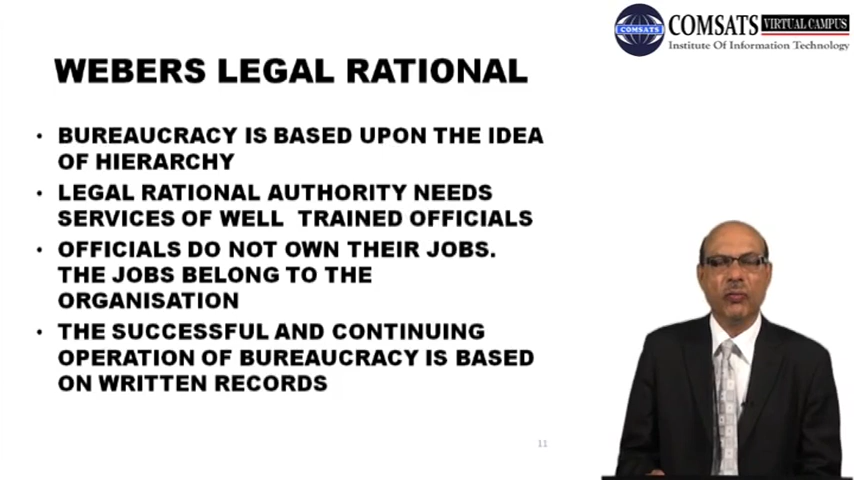 COMSATS
COMSATS VIRTUAL CAMPUS
Institute Of Information Technology
WEBERS LEGAL RATIONAL
• BUREAUCRACY IS BASED UPON THE IDEA
OF HIERARCHY
• LEGAL RATIONAL AUTHORITY NEEDS
SERVICES OF WELL TRAINED OFFICIALS
• OFFICIALS DO NOT OWN THEIR JOBS.
THE JOBS BELONG TO THE
ORGANISATION
• THE SUCCESSFUL AND CONTINUING
OPERATION OF BUREAUCRACY IS BASED
ON WRITTEN RECORDS
11